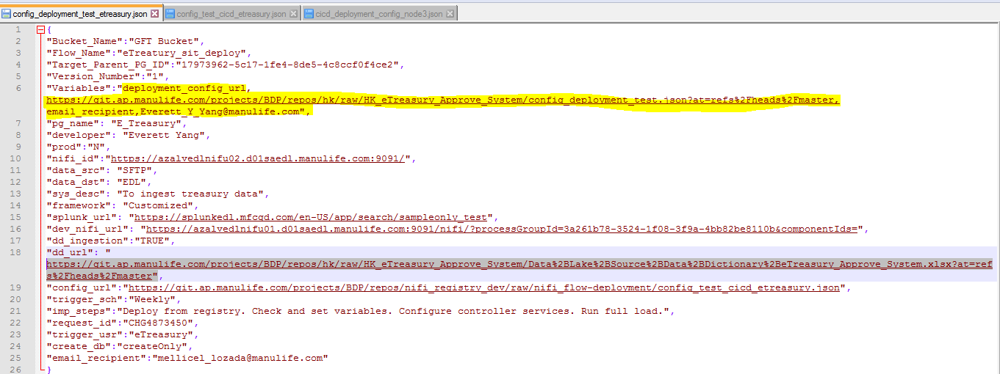 config_deployment_test_etreasury.json config_test_cicd_etreasury.json cicd_deployment_config_node3.json
1 {
2 "Bucket_Name":"GFT Bucket",
3 "Flow_Name":"eTreatury_sit_deploy",
4 "Target_Parent_PG_ID":"17973962-5c17-1fe4-8de5-4c8ccf0f4ce2",
5 "Version_Number":"1",
6 "Variables":"deployment_config_url,
https://git.ap.manulife.com/projects/BDP/repos/hk/raw/HK_eTreasury_Approve_System/config_deployment_test.json?at=refs%2Fheads%2Fmaster,
email_recipient,Everett_Y_Yang@manulife.com",
7 "pg_name": "E_Treasury",
8 "developer": "Everett Yang",
9 "prod":"N",
10 "nifi_id":"https://azalvedlnifu02.d01saedl.manulife.com:9091/",
11 "data_src": "SFTP",
12 "data_dst": "EDL",
13 "sys_desc": "To ingest treasury data",
14 "framework": "Customized",
15 "splunk_url": "https://splunkedl.mfcgd.com/en-US/app/search/sampleonly_test",
16 "dev_nifi_url": "https://azalvedlnifu01.d01saedl.manulife.com:9091/nifi/?processGroupId=3a261b78-3524-1f08-3f9a-4bb82be8110b&componentIds=",
17 "dd_ingestion":"TRUE",
18 "dd_url": "
https://git.ap.manulife.com/projects/BDP/repos/hk/raw/HK_eTreasury_Approve_System/Data%2BLake%2BSource%2BData%2BDictionary%2BeTreasury_Approve_System.xlsx?at=ref
s%2Fheads%2Fmaster",
19 "config_url":"https://git.ap.manulife.com/projects/BDP/repos/nifi_registry_dev/raw/nifi_flow-deployment/config_test_cicd_etreasury.json",
20 "trigger_sch":"Weekly",
21 "imp_steps":"Deploy from registry. Check and set variables. Configure controller services. Run full load.",
22 "request_id":"CHG4873450",
23 "trigger_usr":"eTreasury",
24 "create_db":"createOnly",
25 "email_recipient":"mellicel_lozada@manulife.com"
26 }